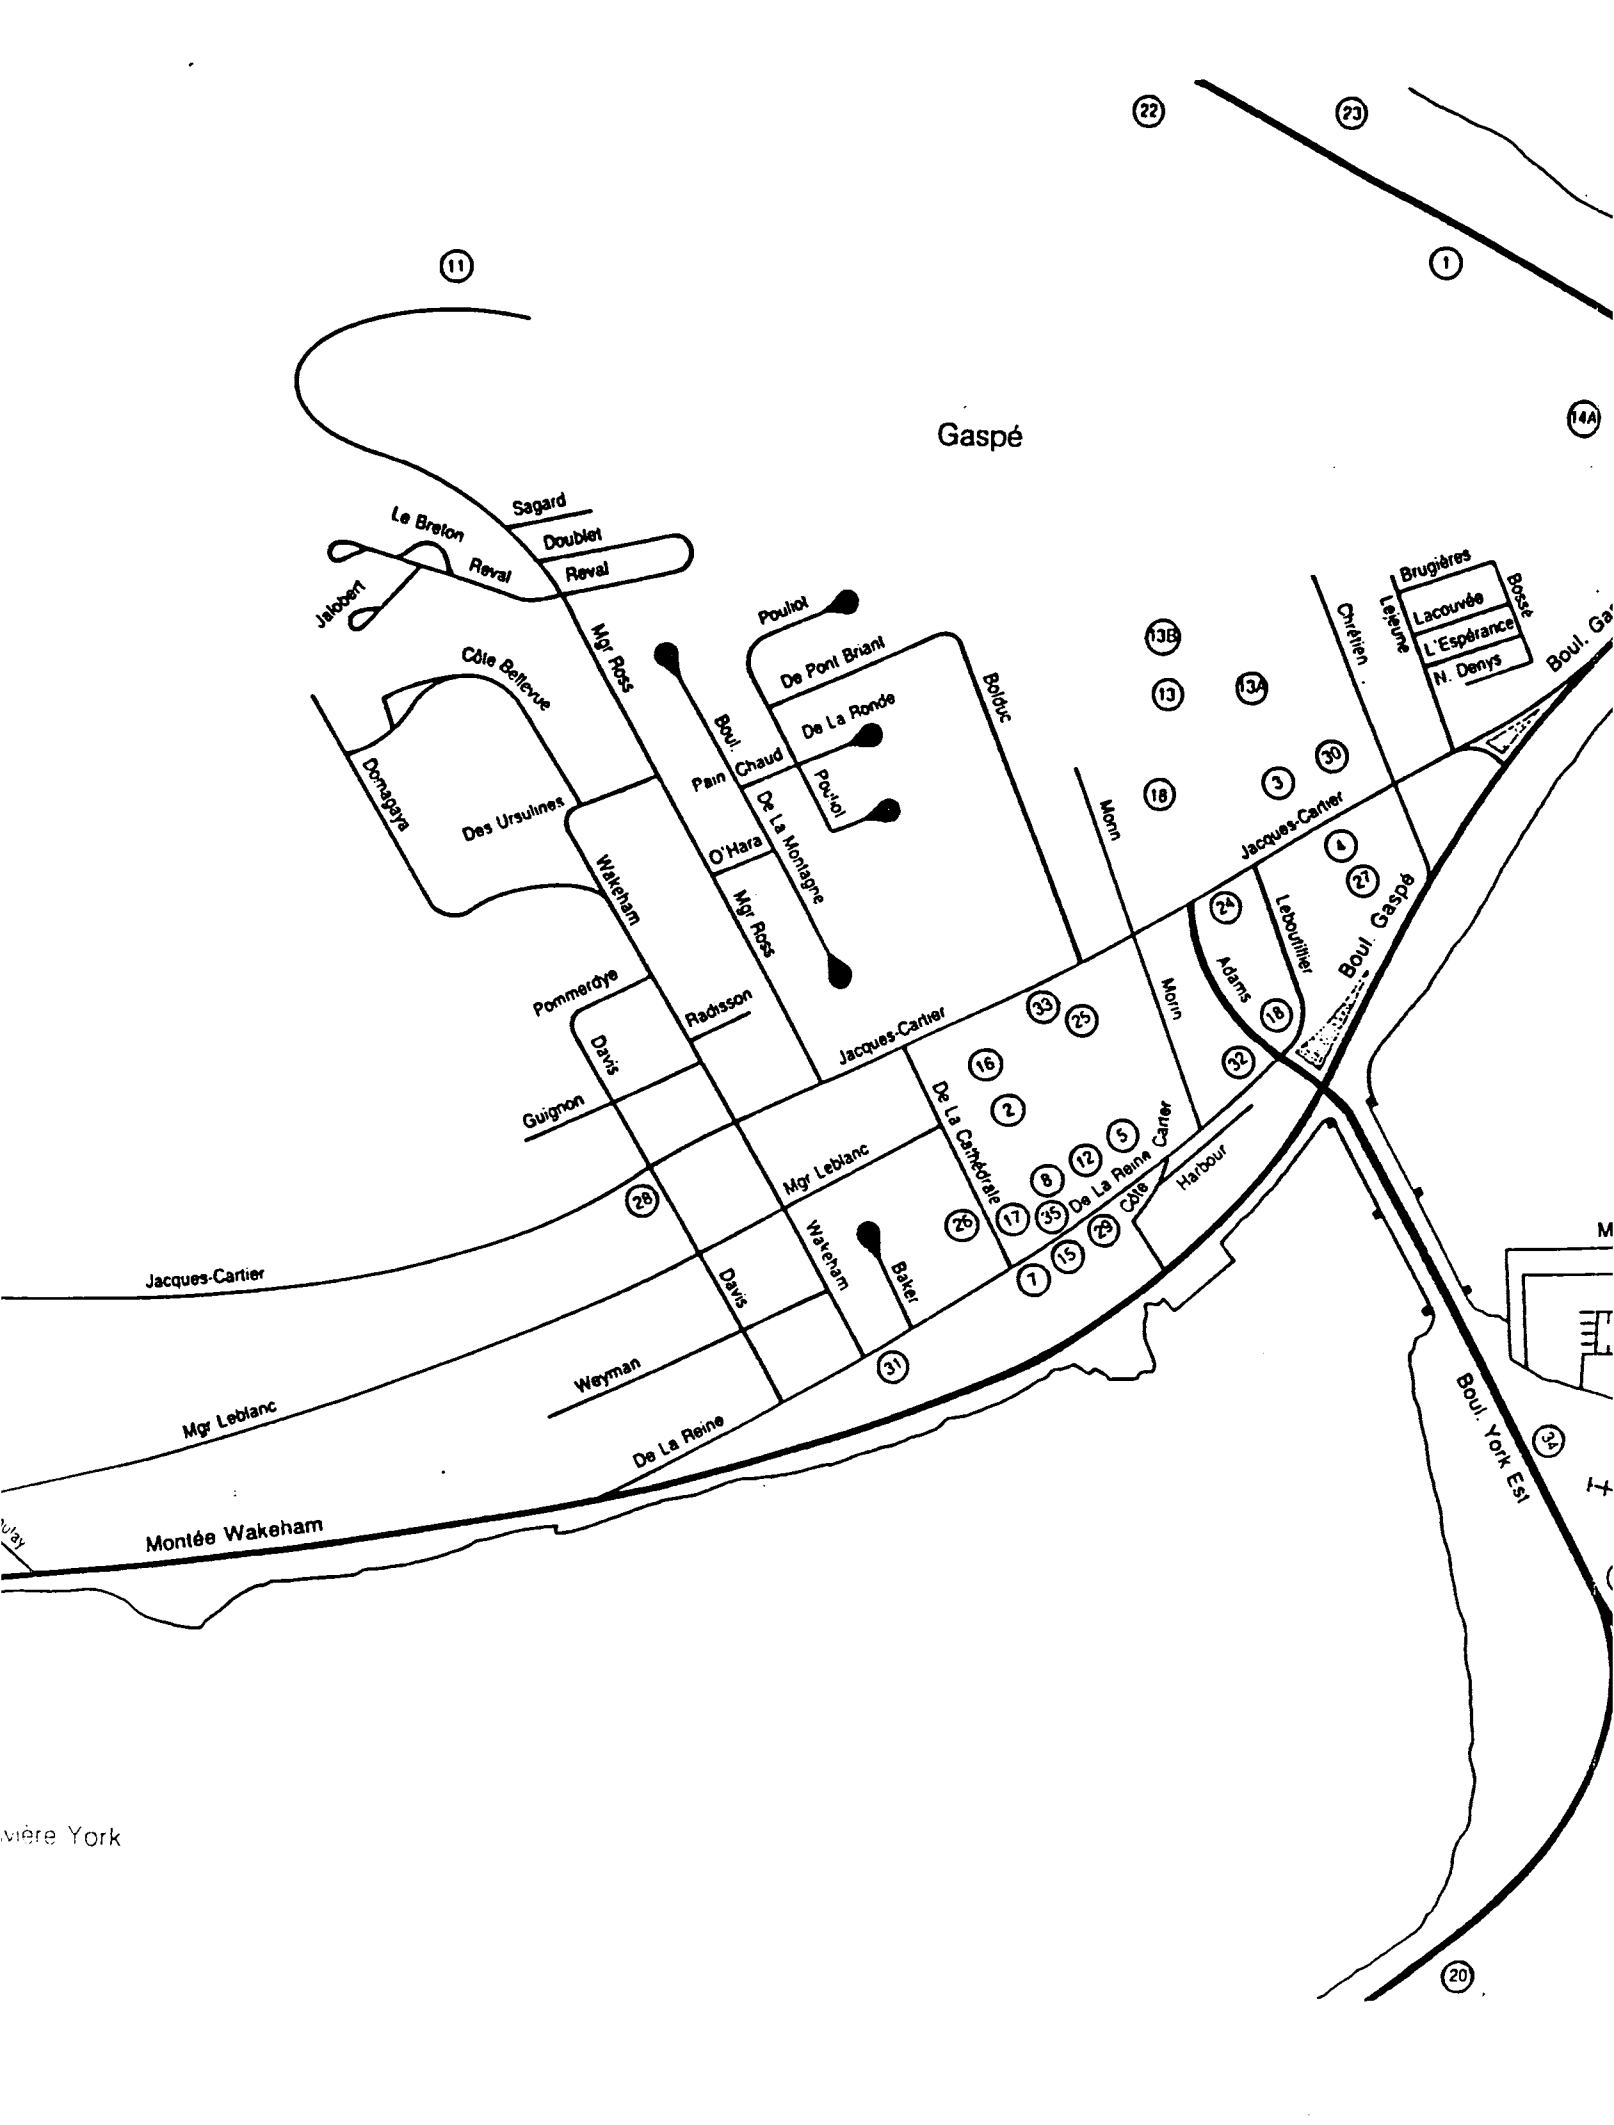 22
23
1
11
14A
Gaspé
Sagard
Le Breton
Doublet
Reval
Reval
Jalobert
Brugières
Bossé
Lejeune
Lacouvée
L'Espérance
N. Denys
Boul.
Chrétien
Pouliot
De Pont Briant
Mgr Ross
Côte Bellevue
13B
13
13A
Bolduc
De La Ronde
Boul.
Pain Chaud
Pouliot
De La Montagne
30
3
18
Morin
Jacques-Cartier
Domagaya
Des Ursulines
O'Hara
Wakeham
Mgr Ross
4
27
24
Leboutillier
Boul. Gaspé
Adams
18
Pommerdye
Radisson
Davis
Morin
33
25
Jacques-Cartier
16
32
Guignon
De La Cathédrale
2
5
12
8
Côte Carter
Harbour
Mgr Leblanc
28
26
17
35
De La Reine
29
15
7
Wakeham
Baker
Jacques-Cartier
Davis
M
31
Weyman
Boul. York Est
34
Mgr Leblanc
De La Reine
Montée Wakeham
York
20